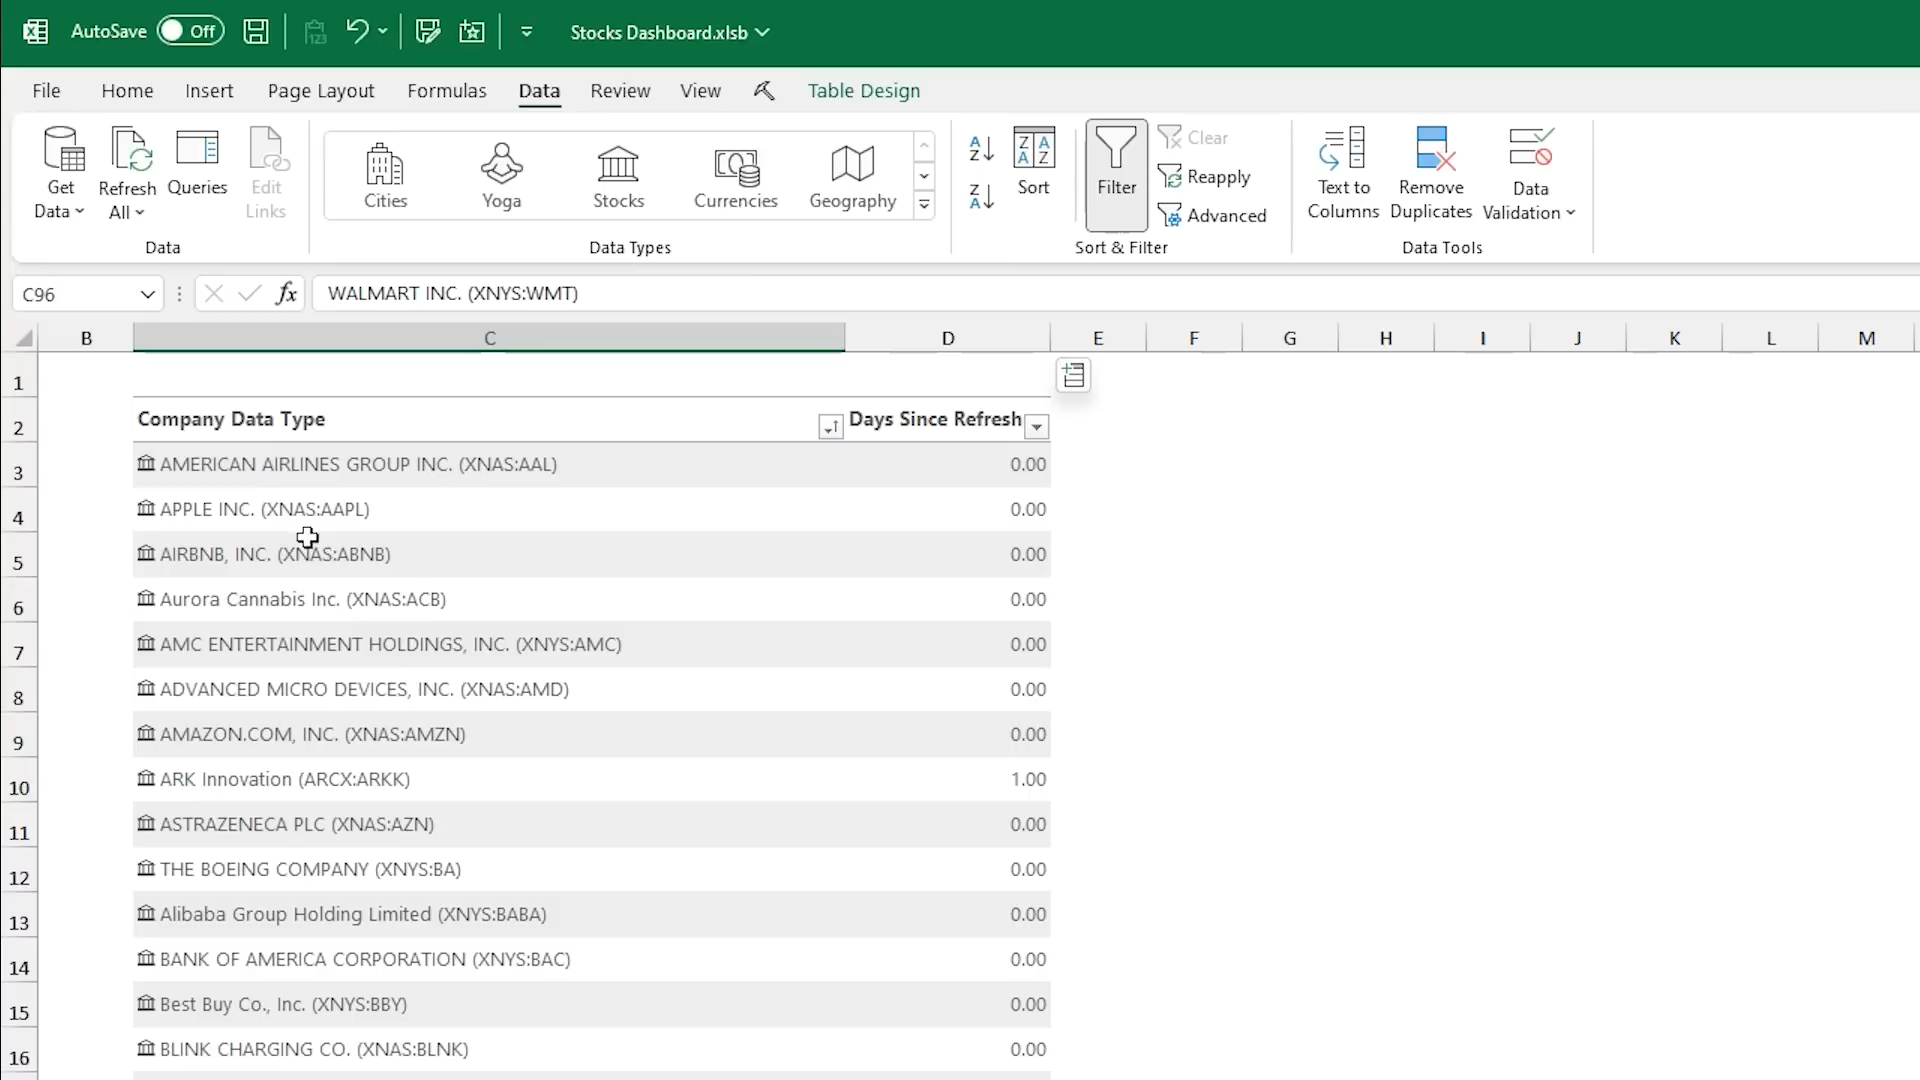 AutoSave Off Stocks Dashboard.xlsb
File Home Insert Page Layout Formulas Data Review View Table Design
Get Data
Refresh All
Queries
Edit Links
Data
Cities
Yoga
Stocks
Currencies
Geography
Data Types
Sort
Filter
Clear
Reapply
Advanced
Sort & Filter
Text to Columns
Remove Duplicates
Data Validation
Data Tools
C96 fx WALMART INC. (XNYS:WMT)
B C D E F G H I J K L M
1
2 Company Data Type Days Since Refresh
3 AMERICAN AIRLINES GROUP INC. (XNAS:AAL) 0.00
4 APPLE INC. (XNAS:AAPL) 0.00
5 AIRBNB, INC. (XNAS:ABNB) 0.00
6 Aurora Cannabis Inc. (XNAS:ACB) 0.00
7 AMC ENTERTAINMENT HOLDINGS, INC. (XNYS:AMC) 0.00
8 ADVANCED MICRO DEVICES, INC. (XNAS:AMD) 0.00
9 AMAZON.COM, INC. (XNAS:AMZN) 0.00
10 ARK Innovation (ARCX:ARKK) 1.00
11 ASTRAZENECA PLC (XNAS:AZN) 0.00
12 THE BOEING COMPANY (XNYS:BA) 0.00
13 Alibaba Group Holding Limited (XNYS:BABA) 0.00
14 BANK OF AMERICA CORPORATION (XNYS:BAC) 0.00
15 Best Buy Co., Inc. (XNYS:BBY) 0.00
16 BLINK CHARGING CO. (XNAS:BLNK) 0.00